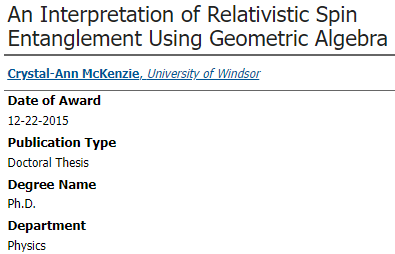 An Interpretation of Relativistic Spin
Entanglement Using Geometric Algebra
Crystal-Ann McKenzie, University of Windsor
Date of Award
12-22-2015
Publication Type
Doctoral Thesis
Degree Name
Ph.D.
Department
Physics